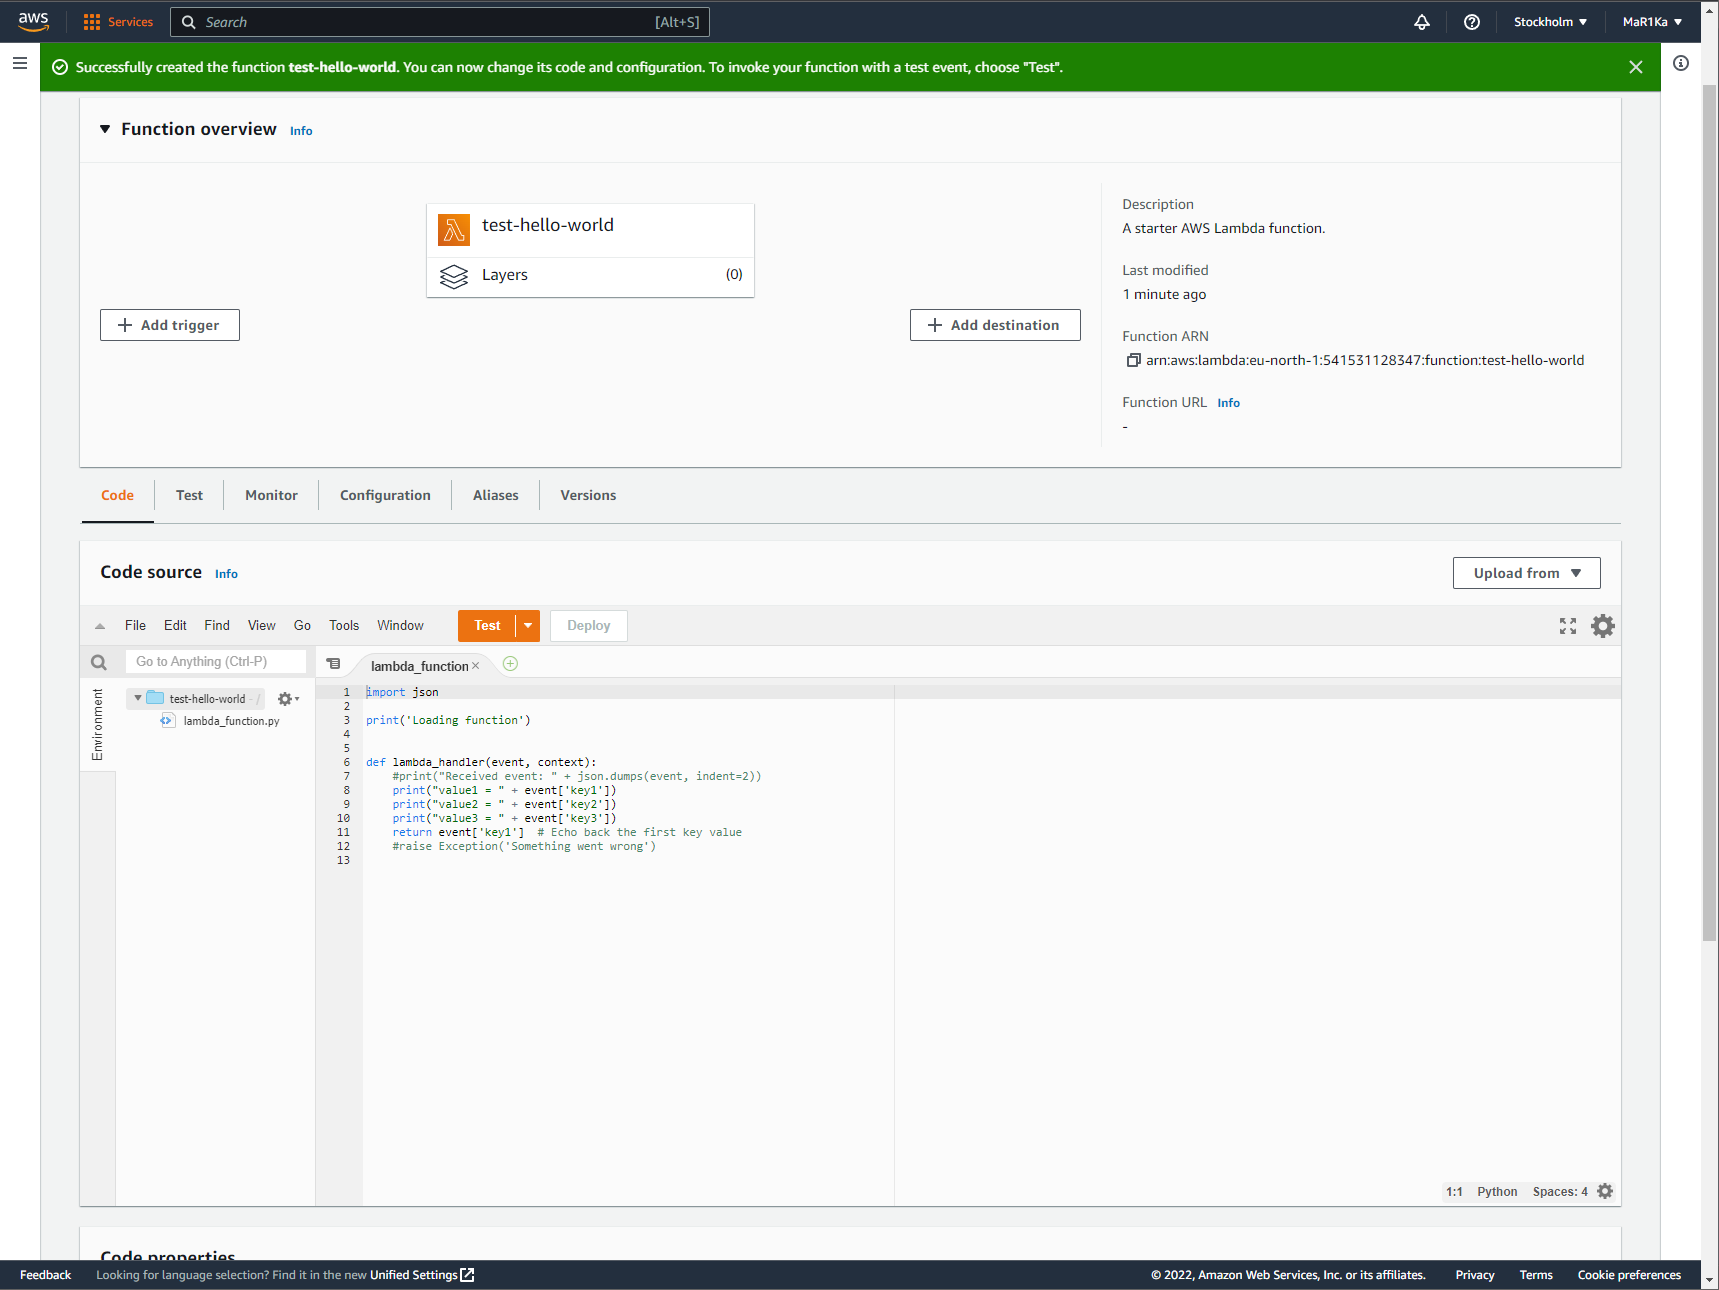 aws
Services
Search
[Alt+S]
Stockholm
MaR1Ka
Successfully created the function test-hello-world. You can now change its code and configuration. To invoke your function with a test event, choose "Test".
Function overview Info
test-hello-world
Layers
(0)
Add trigger
Add destination
Description
A starter AWS Lambda function.
Last modified
1 minute ago
Function ARN
arn:aws:lambda:eu-north-1:541531128347:function:test-hello-world
Function URL Info
-
Code
Test
Monitor
Configuration
Aliases
Versions
Code source Info
Upload from
File Edit Find View Go Tools Window
Test
Deploy
Go to Anything (Ctrl-P)
lambda_function
Environment
test-hello-world - /
lambda_function.py
1 import json
2
3 print('Loading function')
4
5
6 def lambda_handler(event, context):
7 #print("Received event: " + json.dumps(event, indent=2))
8 print("value1 = " + event['key1'])
9 print("value2 = " + event['key2'])
10 print("value3 = " + event['key3'])
11 return event['key1'] # Echo back the first key value
12 #raise Exception('Something went wrong')
13
1:1 Python Spaces: 4
Code properties
Feedback
Looking for language selection? Find it in the new Unified Settings
© 2022, Amazon Web Services, Inc. or its affiliates.
Privacy
Terms
Cookie preferences